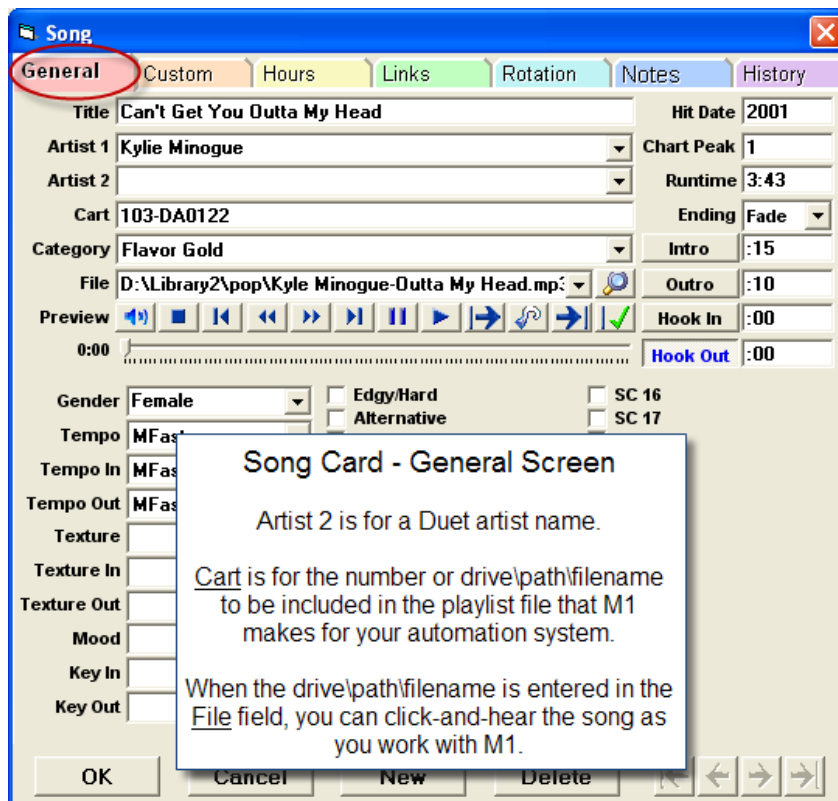 Song
General Custom Hours Links Rotation Notes History
Title Can't Get You Outta My Head Hit Date 2001
Artist 1 Kylie Minogue Chart Peak 1
Artist 2 Runtime 3:43
Cart 103-DA0122 Ending Fade
Category Flavor Gold Intro :15
File D:\Library2\pop\Kyle Minogue-Outta My Head.mp3 Outro :10
Preview Hook In :00
0:00 Hook Out :00
Gender Female Edgy/Hard SC 16
Tempo MFast Alternative SC 17
Tempo In MFas
Tempo Out MFas
Texture
Texture In
Texture Out
Mood
Key In
Key Out
Song Card - General Screen
Artist 2 is for a Duet artist name.
Cart is for the number or drive\path\filename
to be included in the playlist file that M1
makes for your automation system.
When the drive\path\filename is entered in the
File field, you can click-and-hear the song as
you work with M1.
OK Cancel New Delete